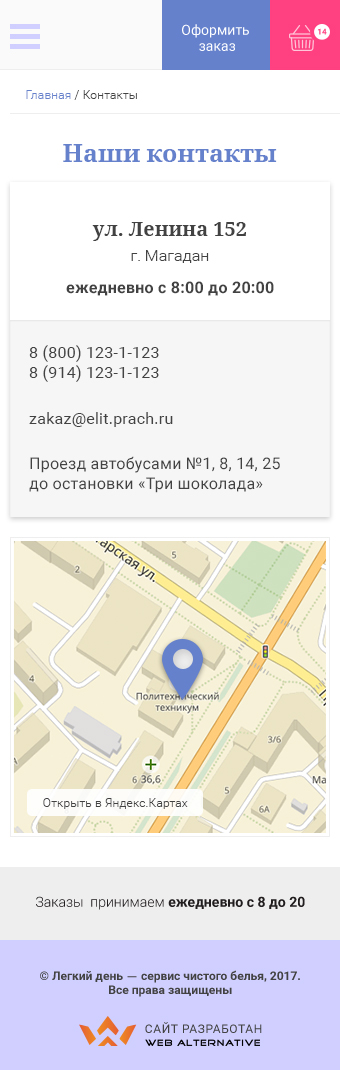 Оформить
заказ
14
Главная / Контакты
Наши контакты
ул. Ленина 152
г. Магадан
ежедневно с 8:00 до 20:00
8 (800) 123-1-123
8 (914) 123-1-123
zakaz@elit.prach.ru
Проезд автобусами №1, 8, 14, 25
до остановки «Три шоколада»
арская ул.
5
2
7
4
Политехнический
техникум
3/6
6
36,6
6А
Ма
5
Открыть в Яндекс.Картах
Заказы принимаем ежедневно с 8 до 20
© Легкий день — сервис чистого белья, 2017.
Все права защищены
САЙТ РАЗРАБОТАН
WEB ALTERNATIVE